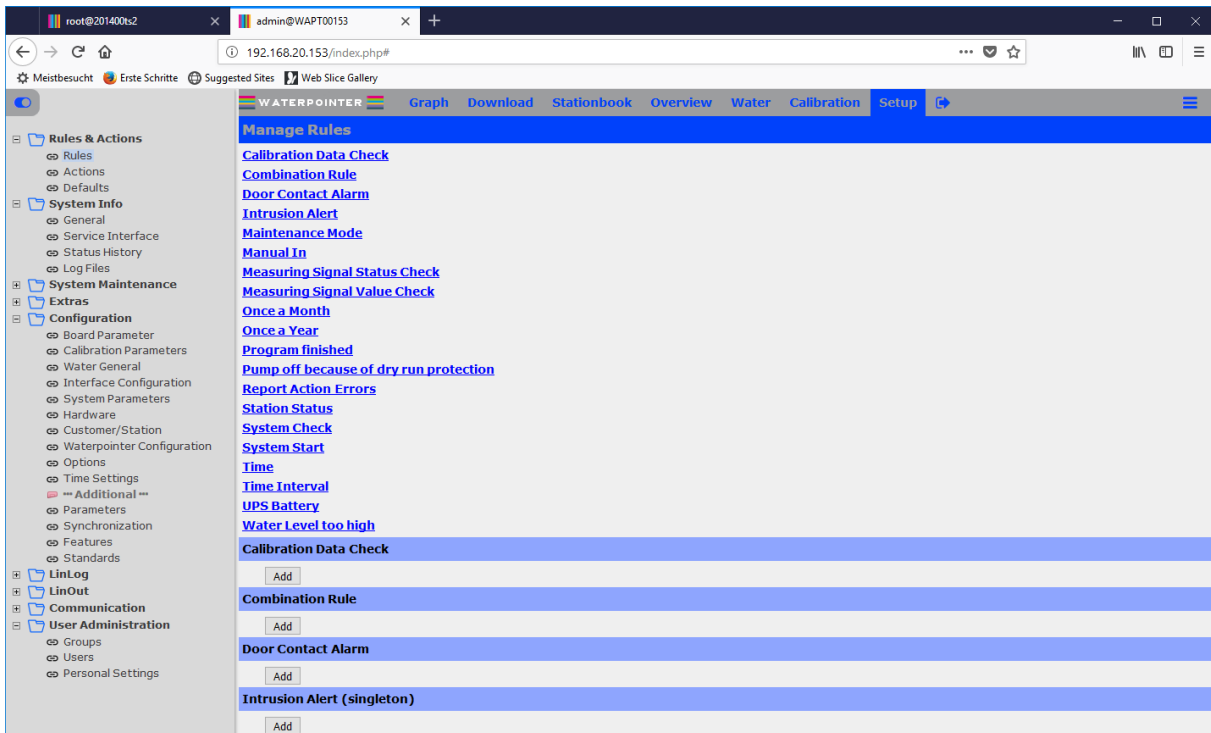 root@201400ts2
admin@WAPT00153
192.168.20.153/index.php#
Meistbesucht Erste Schritte Suggested Sites Web Slice Gallery
WATERPOINTER Graph Download Stationbook Overview Water Calibration Setup
Rules & Actions
Rules
Actions
Defaults
System Info
General
Service Interface
Status History
Log Files
System Maintenance
Extras
Configuration
Board Parameter
Calibration Parameters
Water General
Interface Configuration
System Parameters
Hardware
Customer/Station
Waterpointer Configuration
Options
Time Settings
--- Additional ---
Parameters
Synchronization
Features
Standards
LinLog
LinOut
Communication
User Administration
Groups
Users
Personal Settings
Manage Rules
Calibration Data Check
Combination Rule
Door Contact Alarm
Intrusion Alert
Maintenance Mode
Manual In
Measuring Signal Status Check
Measuring Signal Value Check
Once a Month
Once a Year
Program finished
Pump off because of dry run protection
Report Action Errors
Station Status
System Check
System Start
Time
Time Interval
UPS Battery
Water Level too high
Calibration Data Check
Add
Combination Rule
Add
Door Contact Alarm
Add
Intrusion Alert (singleton)
Add